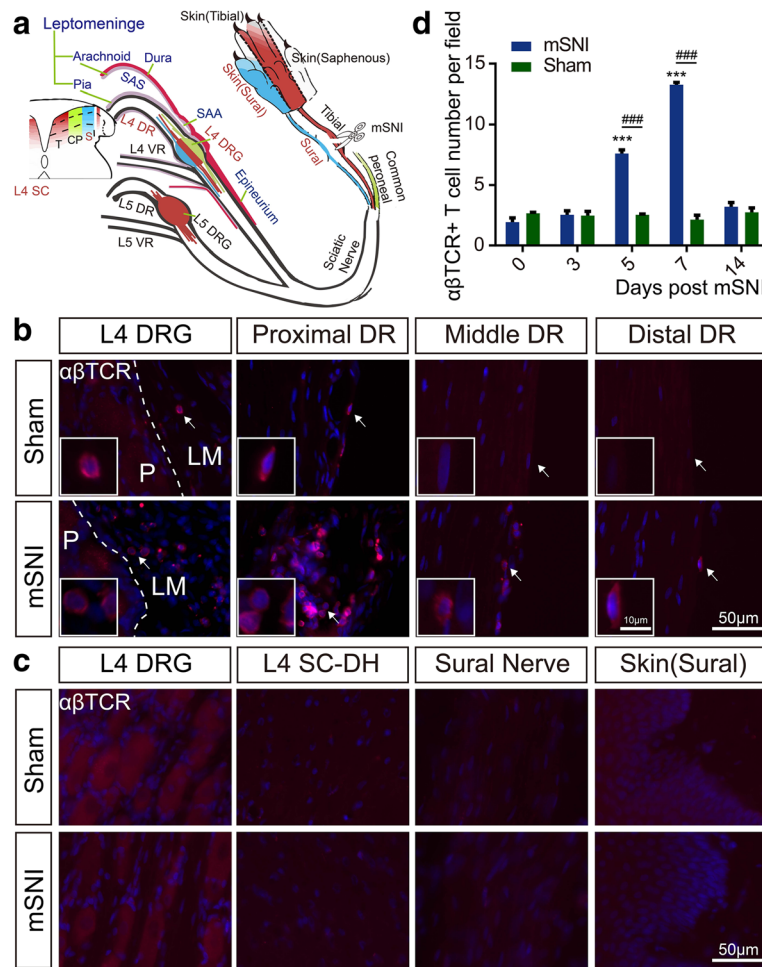 a
Leptomeninge
Arachnoid
Dura
Pia
SAS
SAA
L4 DR
L4 DRG
T
CP
S
L4 VR
L4 SC
L5 DR
L5 DRG
L5 VR
Epineurium
Sciatic
Nerve
Skin(Tibial)
Skin(Saphenous)
Skin(Sural)
Tibial
mSNI
Sural
Common
peroneal
d
αβTCR+ T cell number per field
15
10
5
0
mSNI
Sham
***
###
***
###
0
3
5
7
14
Days post mSNI
b
L4 DRG
Proximal DR
Middle DR
Distal DR
Sham
αβTCR
P
LM
mSNI
P
LM
10μm
50μm
c
L4 DRG
L4 SC-DH
Sural Nerve
Skin(Sural)
Sham
αβTCR
mSNI
50μm